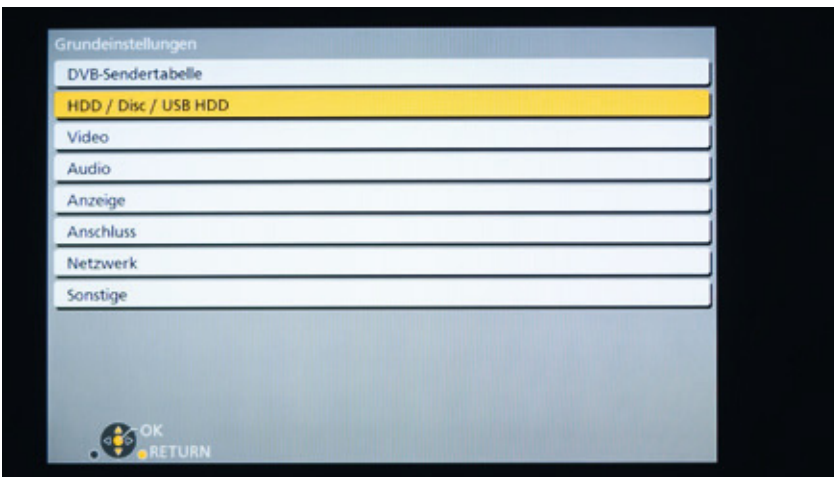 Grundeinstellungen
DVB-Sendertabelle
HDD / Disc / USB HDD
Video
Audio
Anzeige
Anschluss
Netzwerk
Sonstige
OK
RETURN